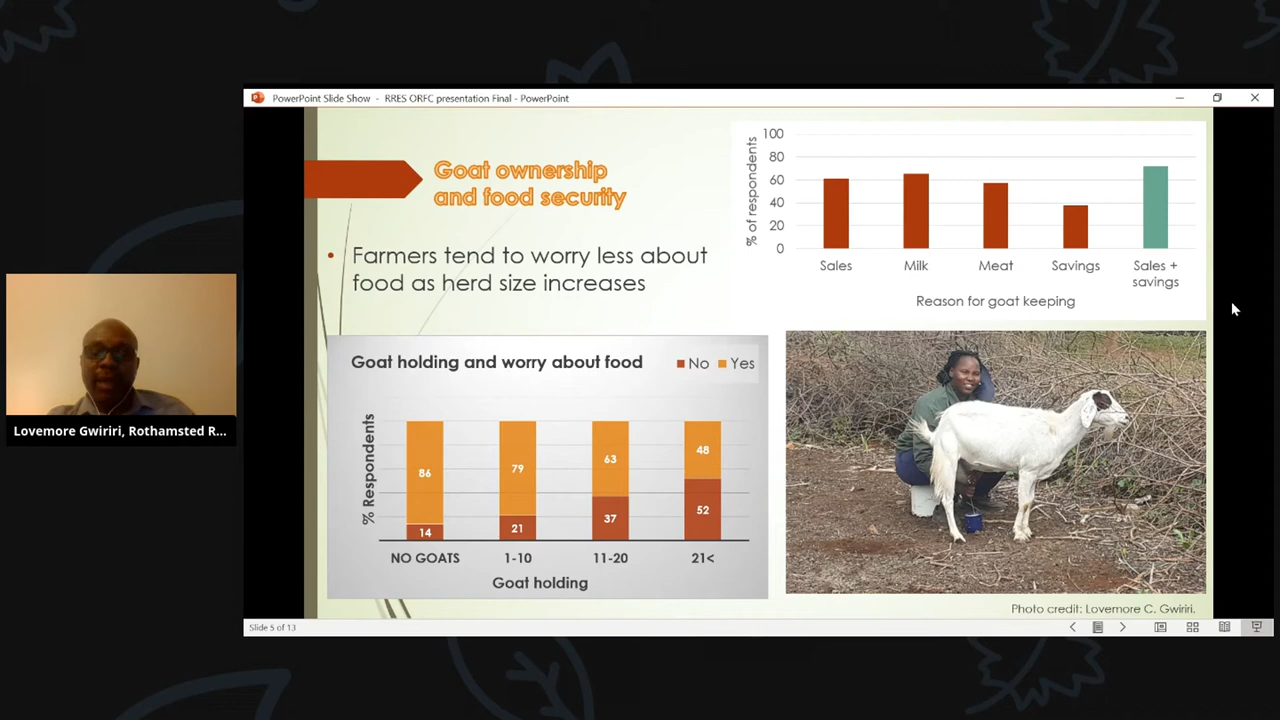 PowerPoint Slide Show - RRES ORFC presentation Final - PowerPoint
Goat ownership
and food security
• Farmers tend to worry less about
food as herd size increases
100
80
60
40
20
0
% of respondents
Sales
Milk
Meat
Savings
Sales +
savings
Reason for goat keeping
Goat holding and worry about food
No
Yes
% Respondents
86
79
63
48
14
21
37
52
NO GOATS
1-10
11-20
21<
Goat holding
Photo credit: Lovemore C. Gwiriri.
Slide 5 of 13
Lovemore Gwiriri, Rothamsted R...